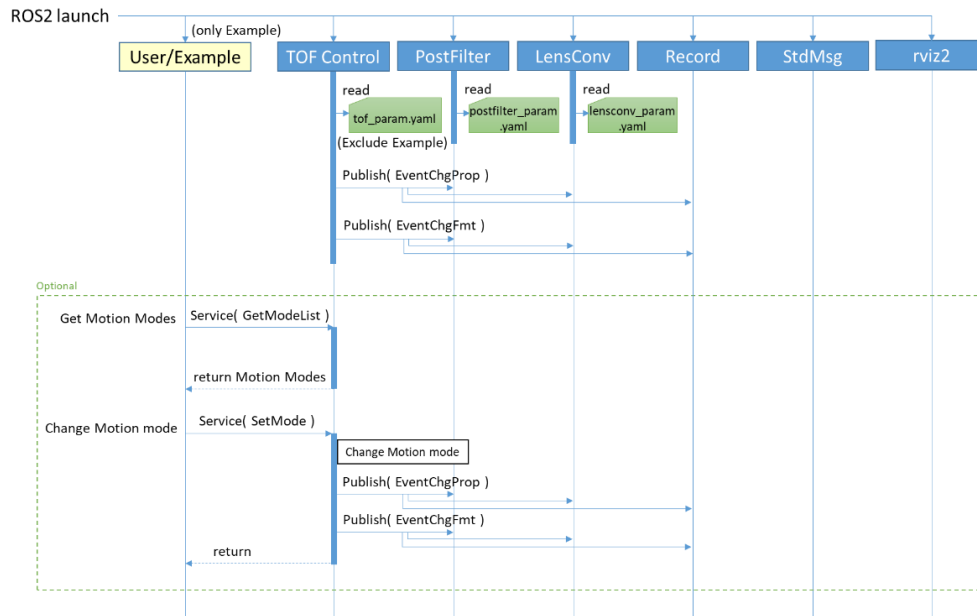 ROS2 launch
(only Example)
User/Example
TOF Control
PostFilter
LensConv
Record
StdMsg
rviz2
read
read
read
tof_param.yaml
postfilter_param
.yaml
lensconv_param
.yaml
(Exclude Example)
Publish( EventChgProp )
Publish( EventChgFmt )
Optional
Get Motion Modes
Service( GetModeList )
return Motion Modes
Change Motion mode
Service( SetMode )
Change Motion mode
Publish( EventChgProp )
Publish( EventChgFmt )
return